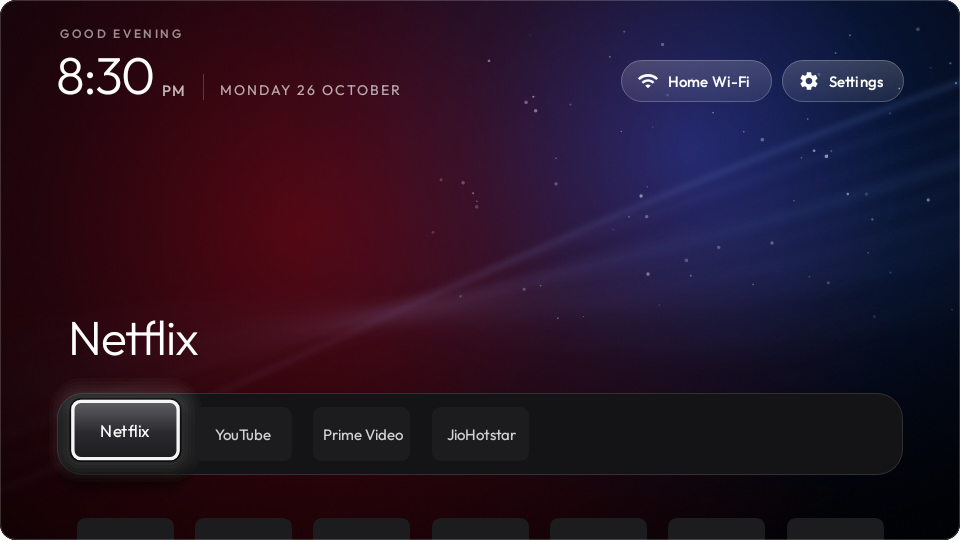 GOOD EVENING
8:30 PM
MONDAY 26 OCTOBER
Home Wi-Fi
Settings
Netflix
Netflix
YouTube
Prime Video
JioHotstar